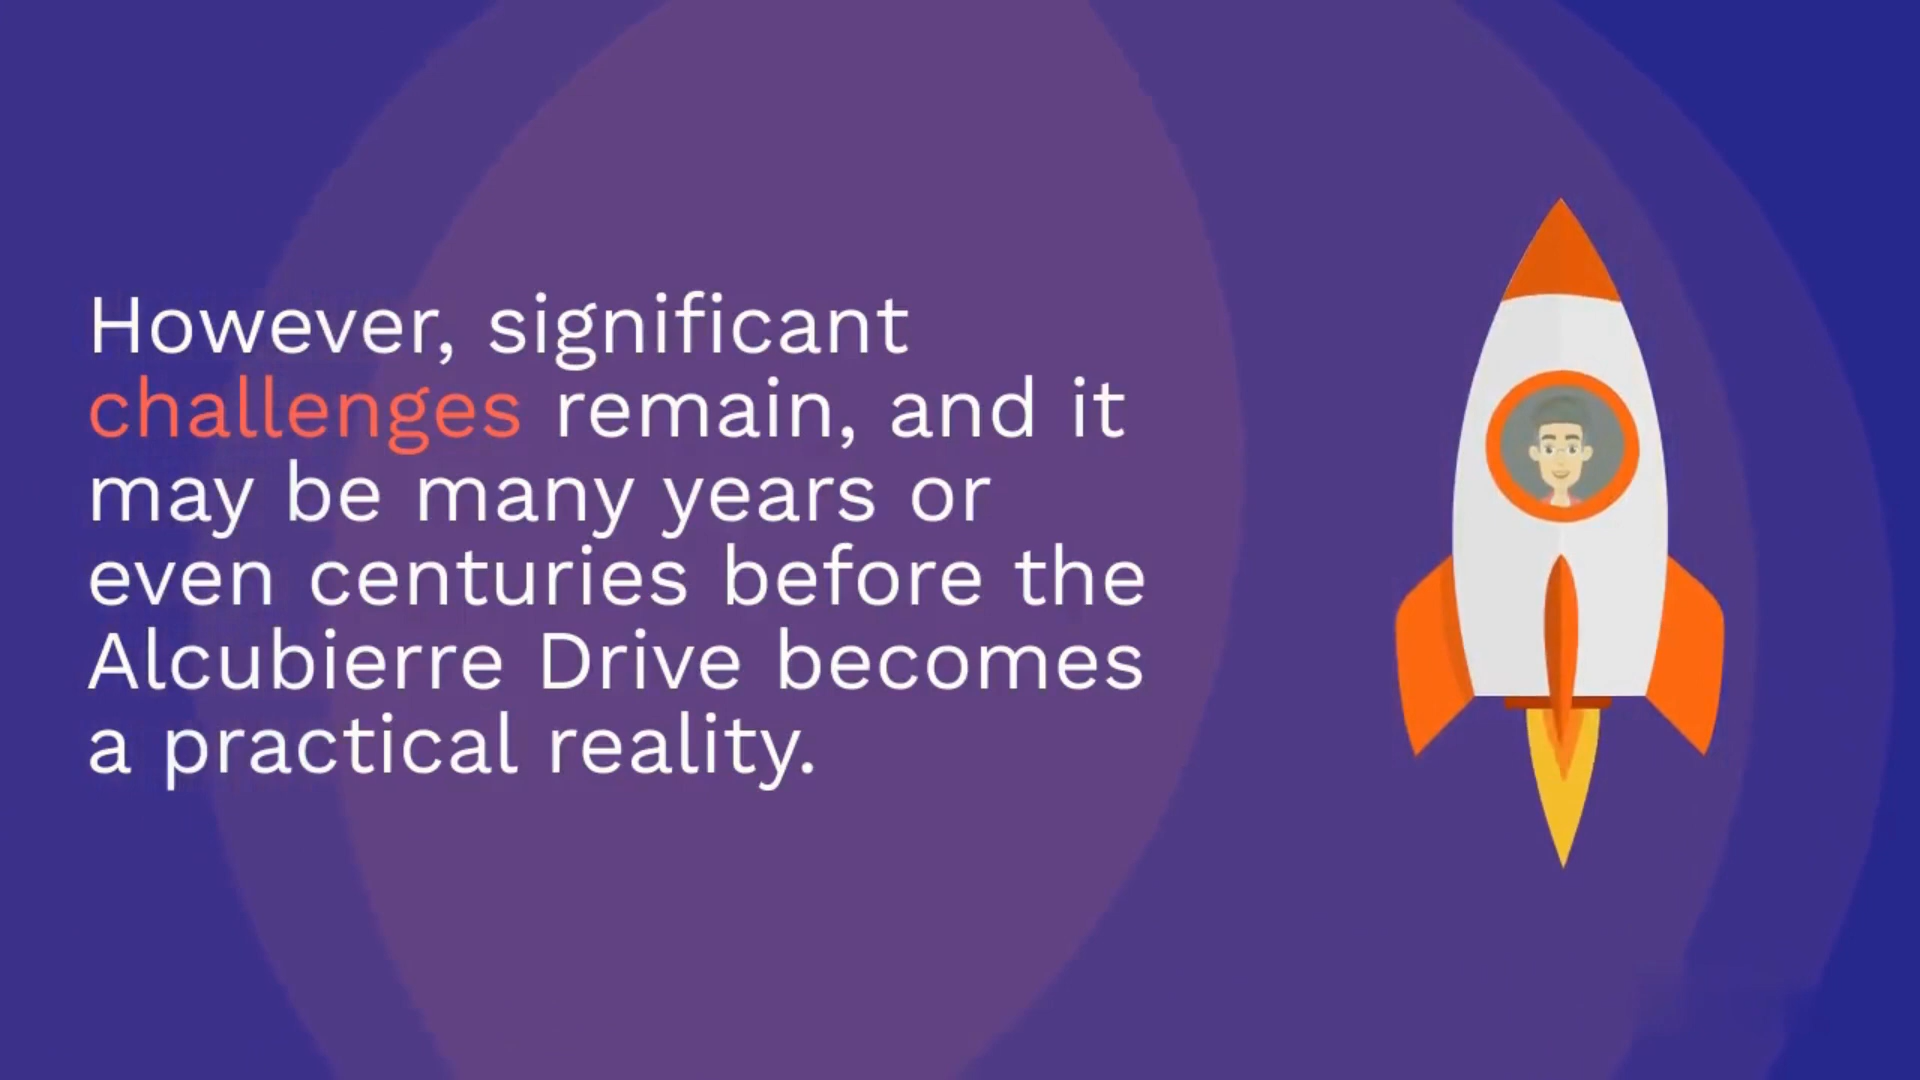 However, significant
challenges remain, and it
may be many years or
even centuries before the
Alcubierre Drive becomes
a practical reality.